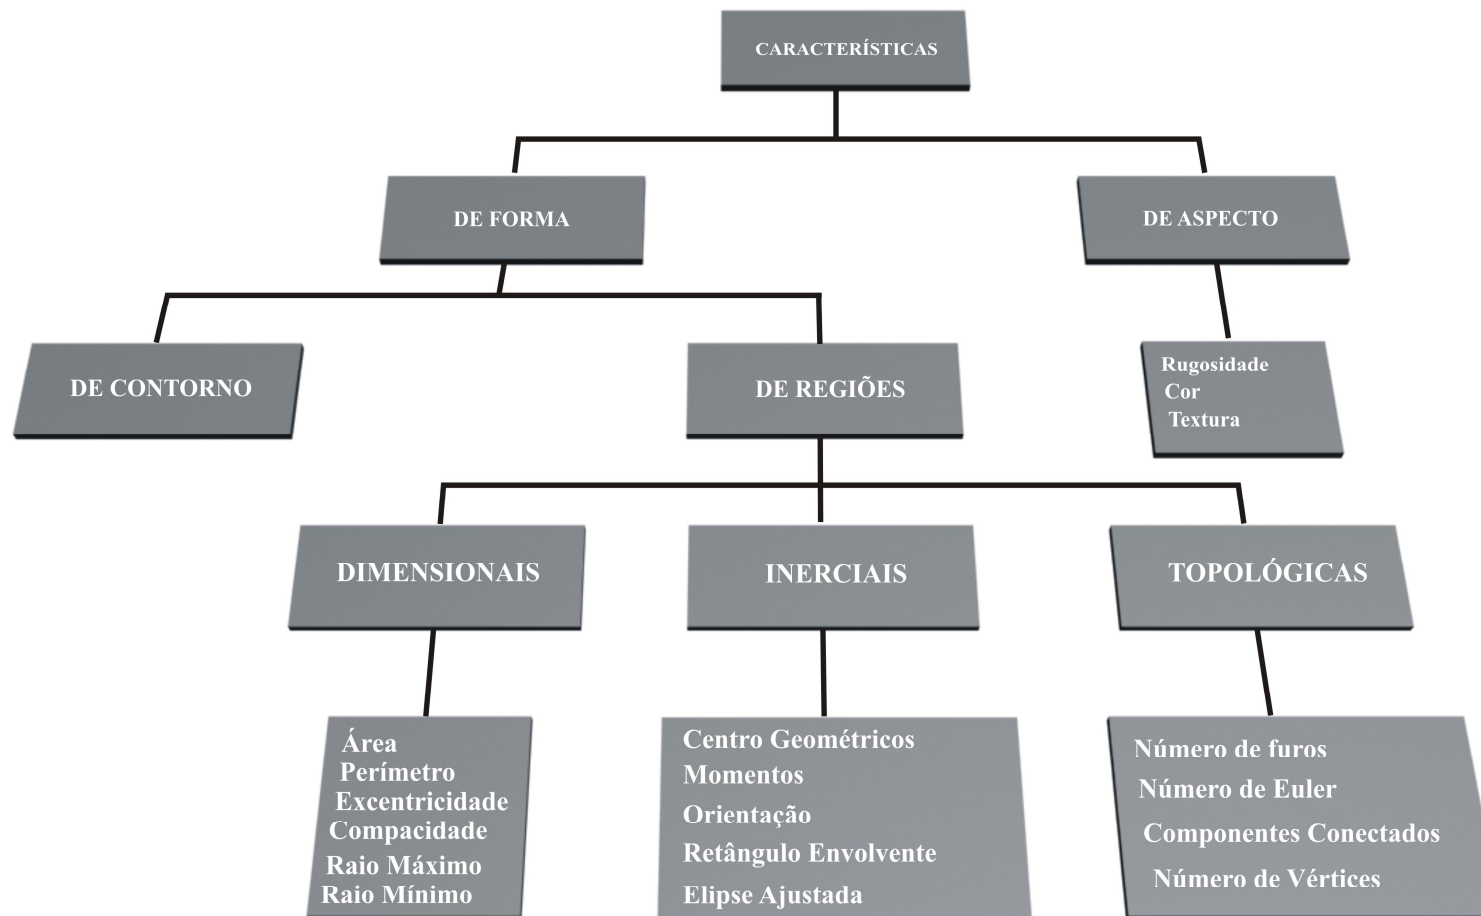 CARACTERÍSTICAS
DE FORMA
DE ASPECTO
DE CONTORNO
DE REGIÕES
Rugosidade
Cor
Textura
DIMENSIONAIS
INERCIAIS
TOPOLÓGICAS
Área
Perímetro
Excentricidade
Compacidade
Raio Máximo
Raio Mínimo
Centro Geométricos
Momentos
Orientação
Retângulo Envolvente
Elipse Ajustada
Número de furos
Número de Euler
Componentes Conectados
Número de Vértices